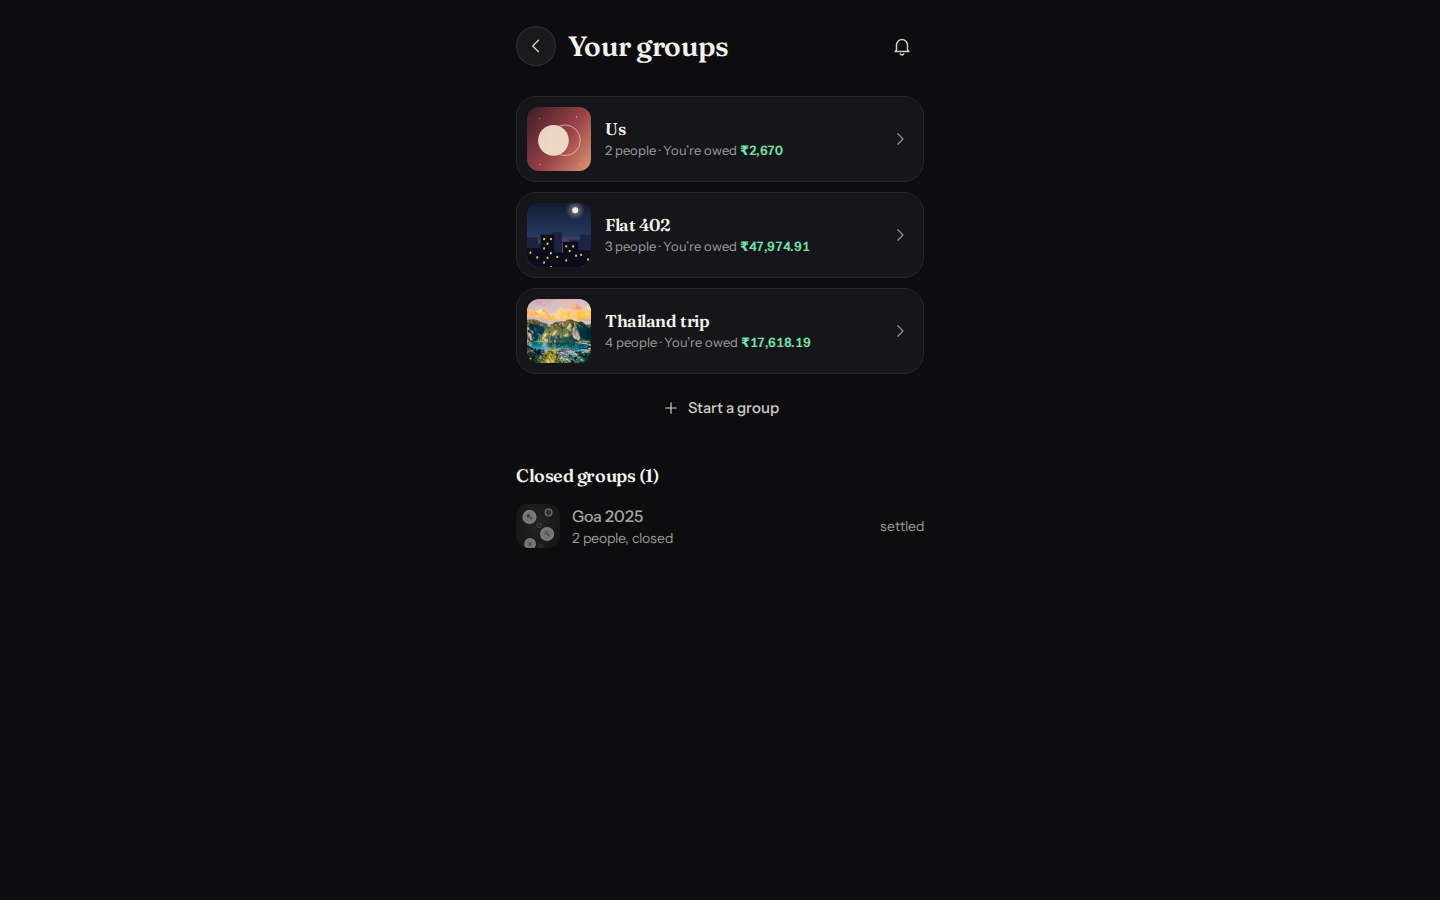 Your groups
Us
2 people · You're owed ₹2,670
Flat 402
3 people · You're owed ₹47,974.91
Thailand trip
4 people · You're owed ₹17,618.19
Start a group
Closed groups (1)
Goa 2025
2 people, closed
settled